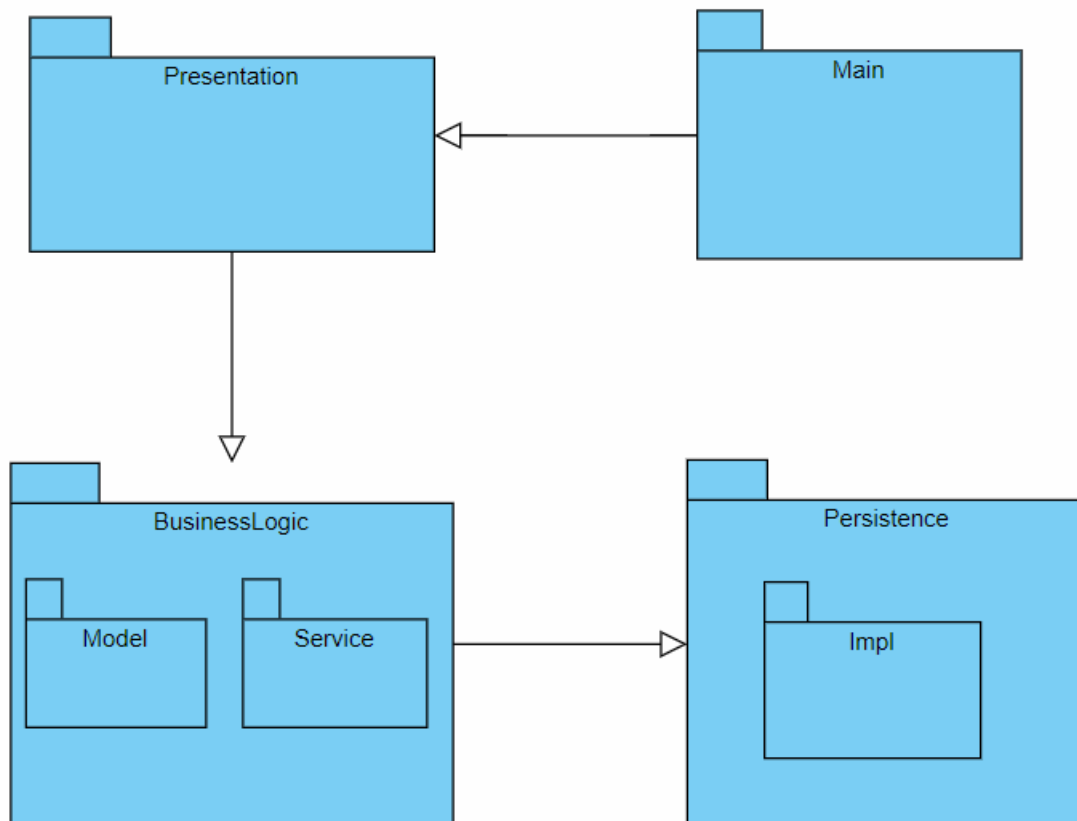 Presentation
Main
BusinessLogic
Persistence
Model
Service
Impl